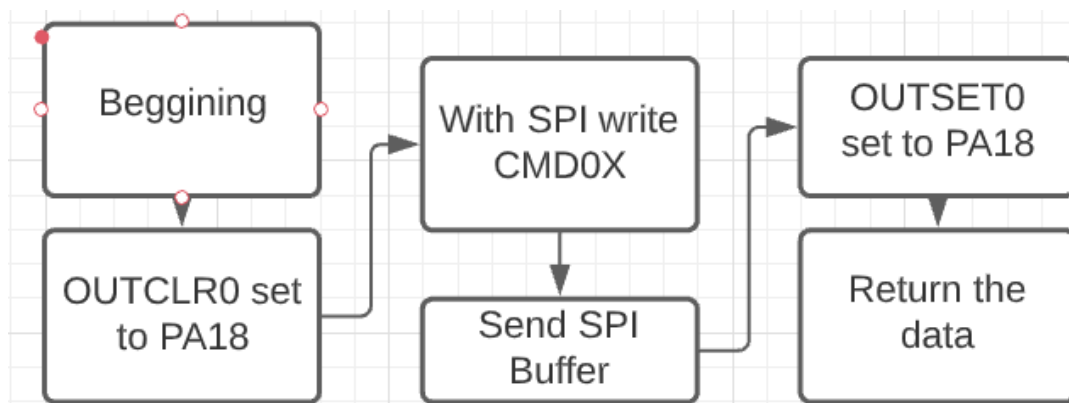 Beggining
OUTCLR0 set
to PA18
With SPI write
CMD0X
Send SPI
Buffer
OUTSET0
set to PA18
Return the
data